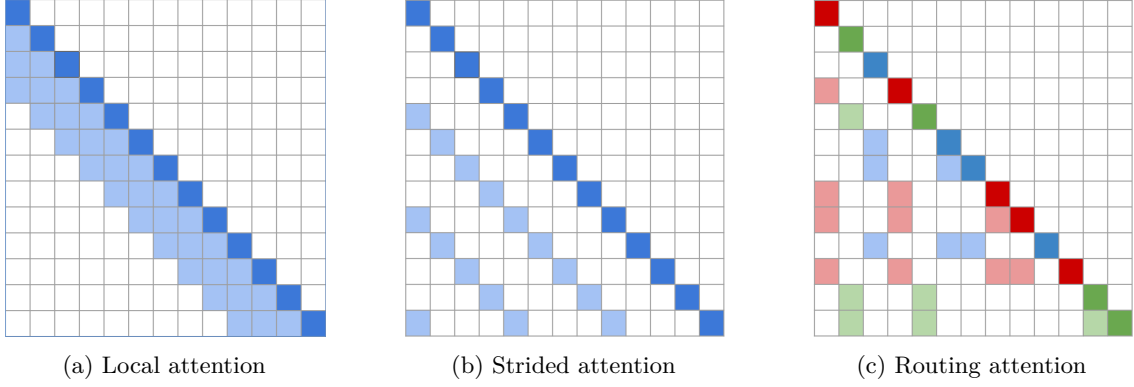 (a) Local attention
(b) Strided attention
(c) Routing attention